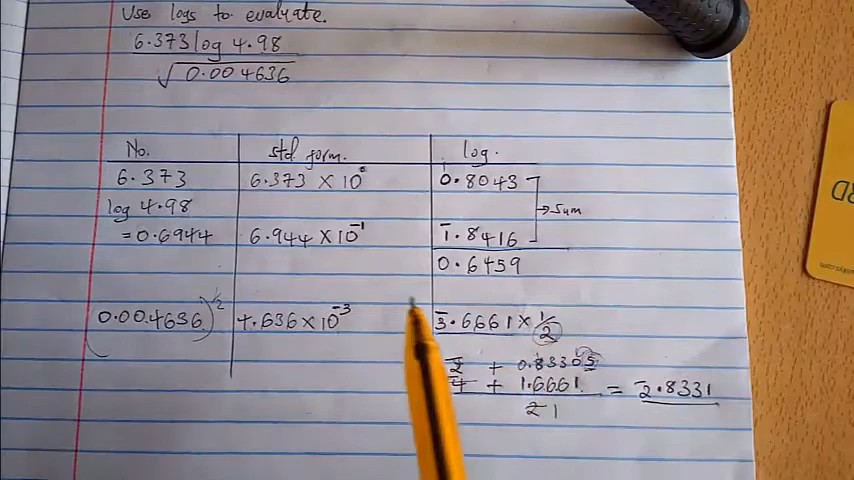 Use logs to evaluate.
6.373 log 4.98
√0.004636
No. std form. log.
6.373 6.373 × 10⁰ 0.8043
log 4.98 → Sum
= 0.6944 6.944 × 10⁻¹ 1̄.8416
0.6459
(0.004636)^½ 4.636 × 10⁻³ 3̄.6661 × 1/2
2̄ + 0.83305
4̄ + 1.6661 = 2̄.8331
2 1
RD